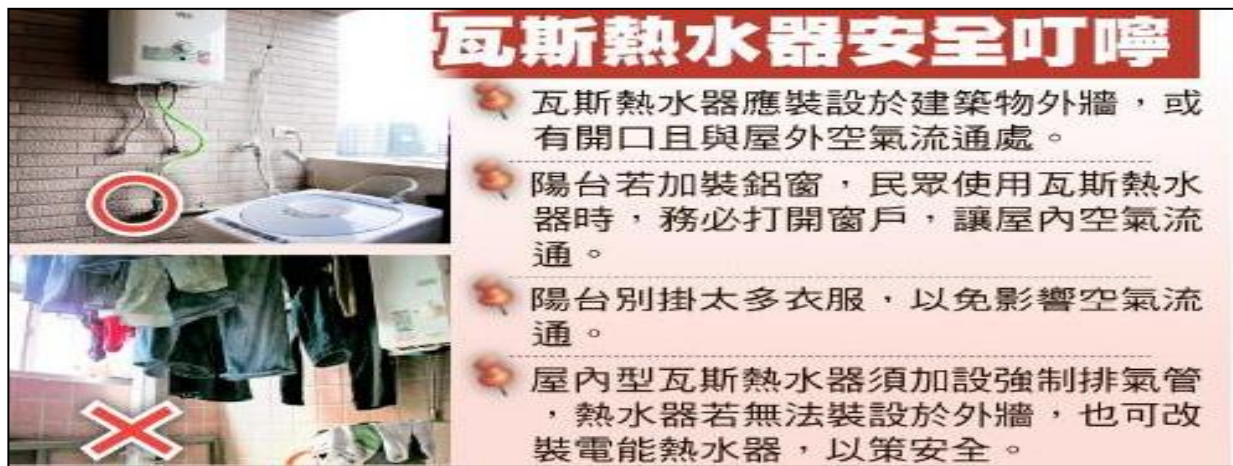 瓦斯熱水器安全叮嚀
瓦斯熱水器應裝設於建築物外牆，或
有開口且與屋外空氣流通處。
陽台若加裝鋁窗，民眾使用瓦斯熱水
器時，務必打開窗戶，讓屋內空氣流
通。
陽台別掛太多衣服，以免影響空氣流
通。
屋內型瓦斯熱水器須加設強制排氣管
，熱水器若無法裝設於外牆，也可改
裝電能熱水器，以策安全。